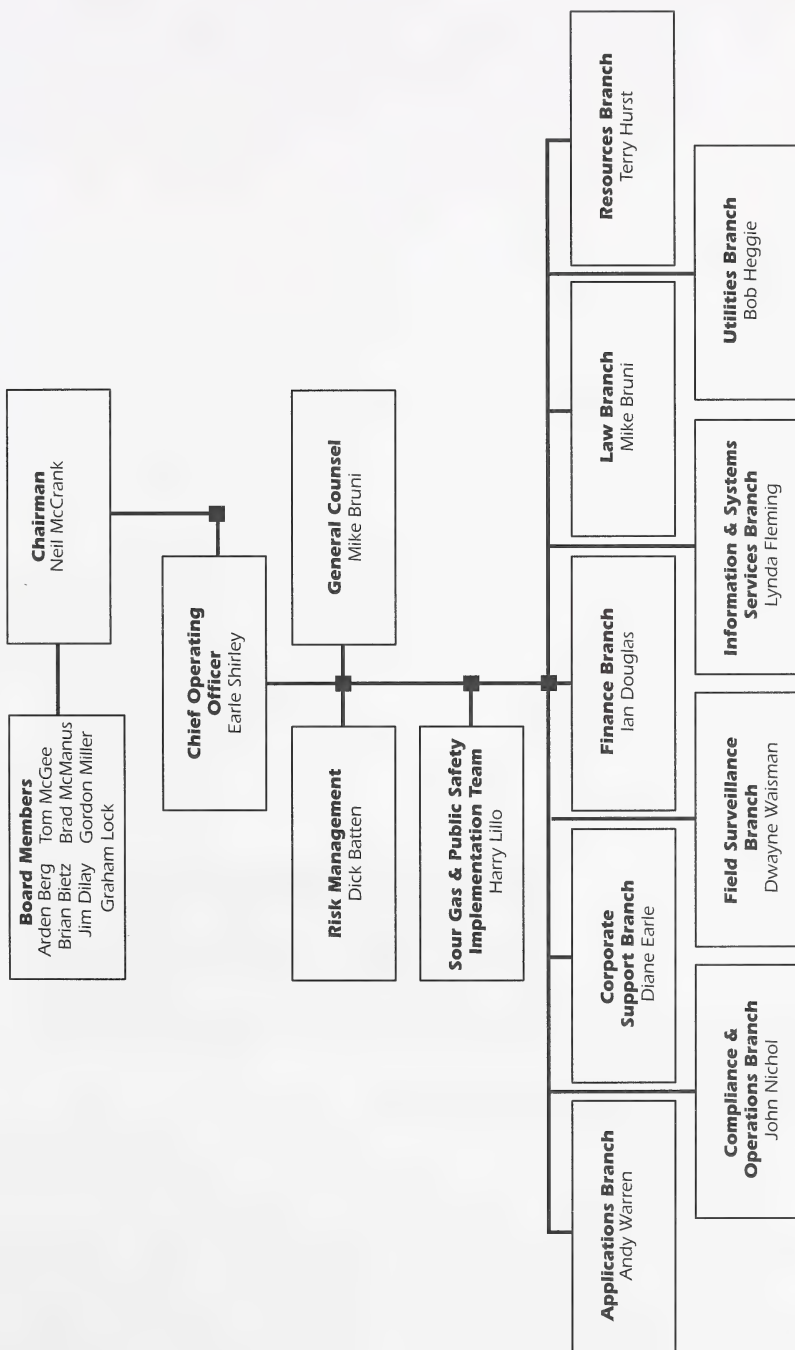 Board Members
Arden Berg Tom McGee
Brian Bietz Brad McManus
Jim Dilay Gordon Miller
Graham Lock
Chairman
Neil McCrank
Chief Operating
Officer
Earle Shirley
Risk Management
Dick Batten
General Counsel
Mike Bruni
Sour Gas & Public Safety
Implementation Team
Harry Lillo
Applications Branch
Andy Warren
Corporate
Support Branch
Diane Earle
Finance Branch
Ian Douglas
Law Branch
Mike Bruni
Resources Branch
Terry Hurst
Compliance &
Operations Branch
John Nichol
Field Surveillance
Branch
Dwayne Waisman
Information & Systems
Services Branch
Lynda Fleming
Utilities Branch
Bob Heggie